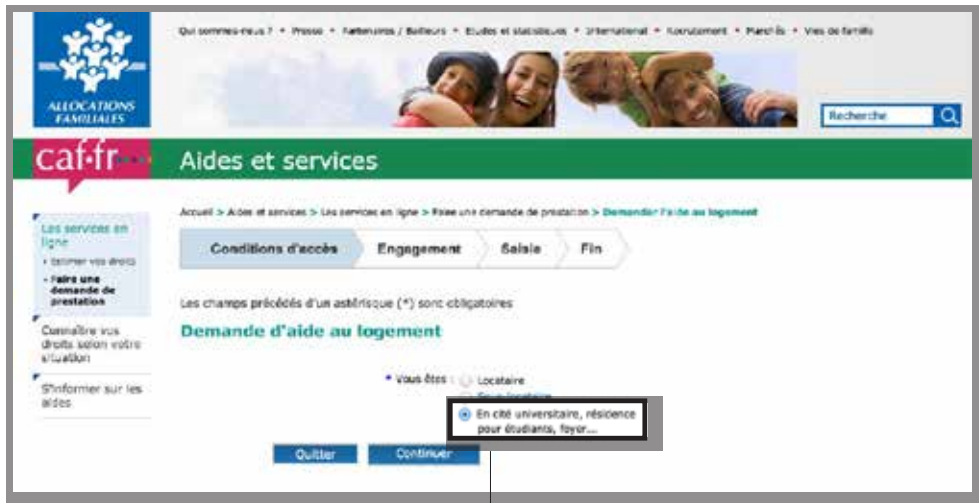 Qui sommes-nous ? • Presse • Partenaires / Bailleurs • Etudes et statistiques • International • Recrutement • Marchés • Vies de famille
ALLOCATIONS
FAMILIALES
Recherche
caf.fr
Aides et services
Accueil > Aides et services > Les services en ligne > Faire une demande de prestation > Demander l'aide au logement
Les services en
ligne
Estimer vos droits
Faire une
demande de
prestation
Connaître vos
droits selon votre
situation
S'informer sur les
aides
Conditions d'accès Engagement Saisie Fin
Les champs précédés d'un astérisque (*) sont obligatoires
Demande d'aide au logement
* Vous êtes : Locataire
Sous-locataire
En cité universitaire, résidence
pour étudiants, foyer...
Quitter Continuer